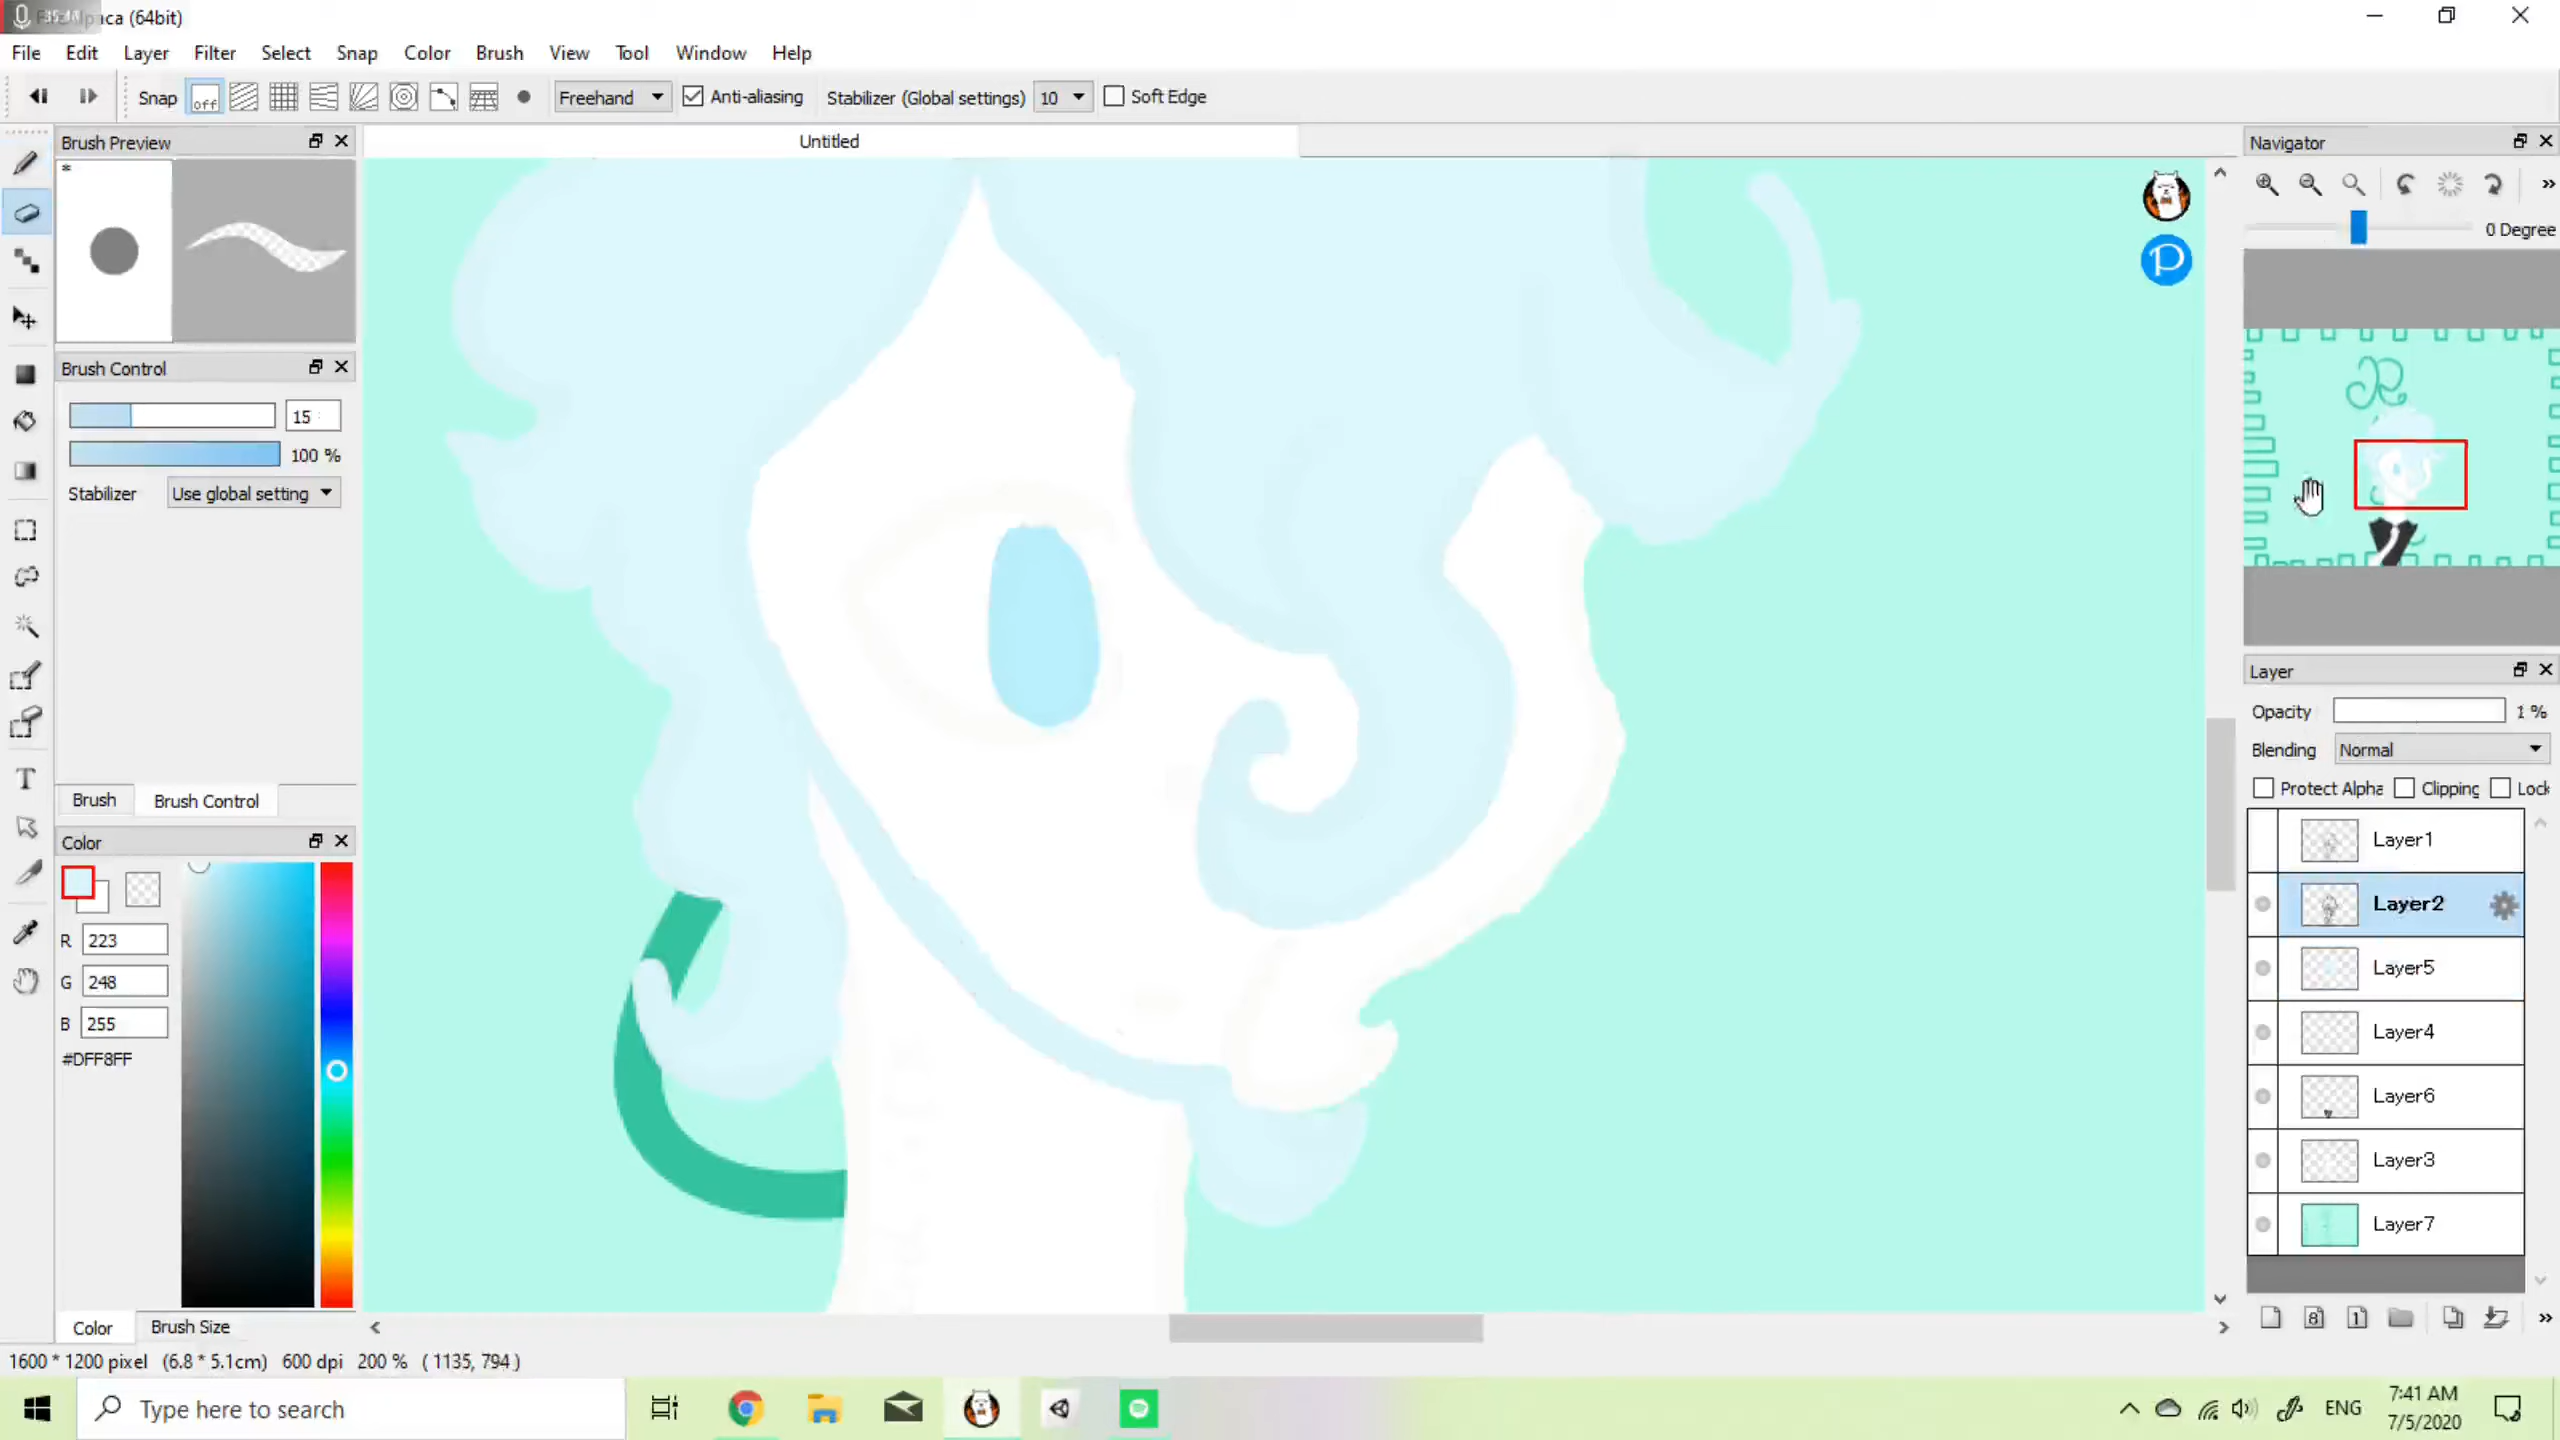 aca (64bit)
File Edit Layer Filter Select Snap Color Brush View Tool Window Help
Snap off Freehand Anti-aliasing Stabilizer (Global settings) 10 Soft Edge
Brush Preview
Untitled
Navigator
*
0 Degree
Brush Control
15
100 %
Stabilizer Use global setting
Brush Brush Control
Color
R 223
G 248
B 255
#DFF8FF
Color Brush Size
P
R
Layer
Opacity 1 %
Blending Normal
Protect Alpha Clipping Lock
Layer1
Layer2
Layer5
Layer4
Layer6
Layer3
Layer7
8 1
1600 * 1200 pixel (6.8 * 5.1cm) 600 dpi 200 % ( 1135, 794 )
Type here to search
ENG
7:41 AM
7/5/2020